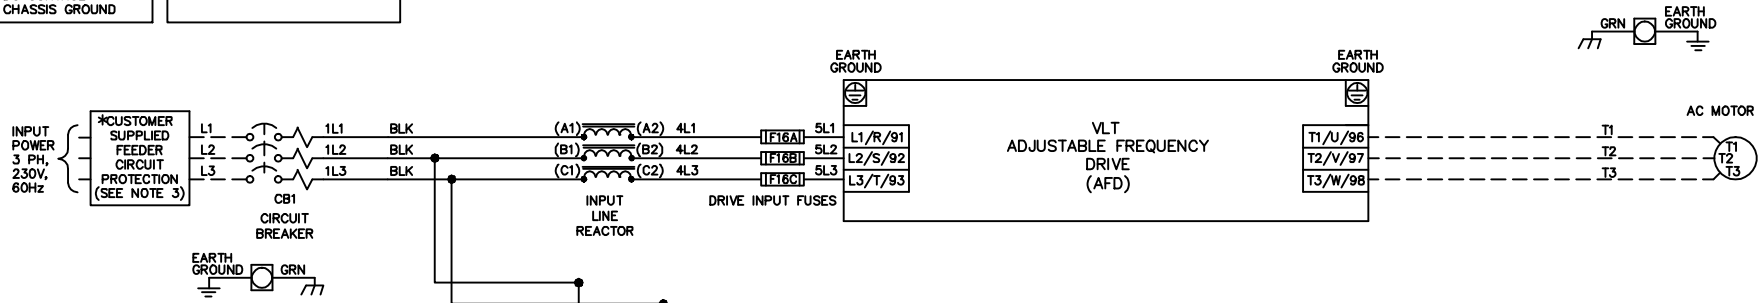 CHASSIS GROUND
GRN
EARTH
GROUND
EARTH
GROUND
EARTH
GROUND
INPUT
POWER
3 PH,
230V,
60Hz
*CUSTOMER
SUPPLIED
FEEDER
CIRCUIT
PROTECTION
(SEE NOTE 3)
L1
L2
L3
CB1
CIRCUIT
BREAKER
1L1 BLK
1L2
1L3 BLK
(A1) (A2) 4L1
(B1) (B2) 4L2
(C1) (C2) 4L3
INPUT
LINE
REACTOR
F16A 5L1
F16B 5L2
F16C 5L3
DRIVE INPUT FUSES
L1/R/91
L2/S/92
L3/T/93
VLT
ADJUSTABLE FREQUENCY
DRIVE
(AFD)
T1/U/96
T2/V/97
T3/W/98
T1
T2
T3
AC MOTOR
T1
T2
T3
EARTH
GROUND
GRN